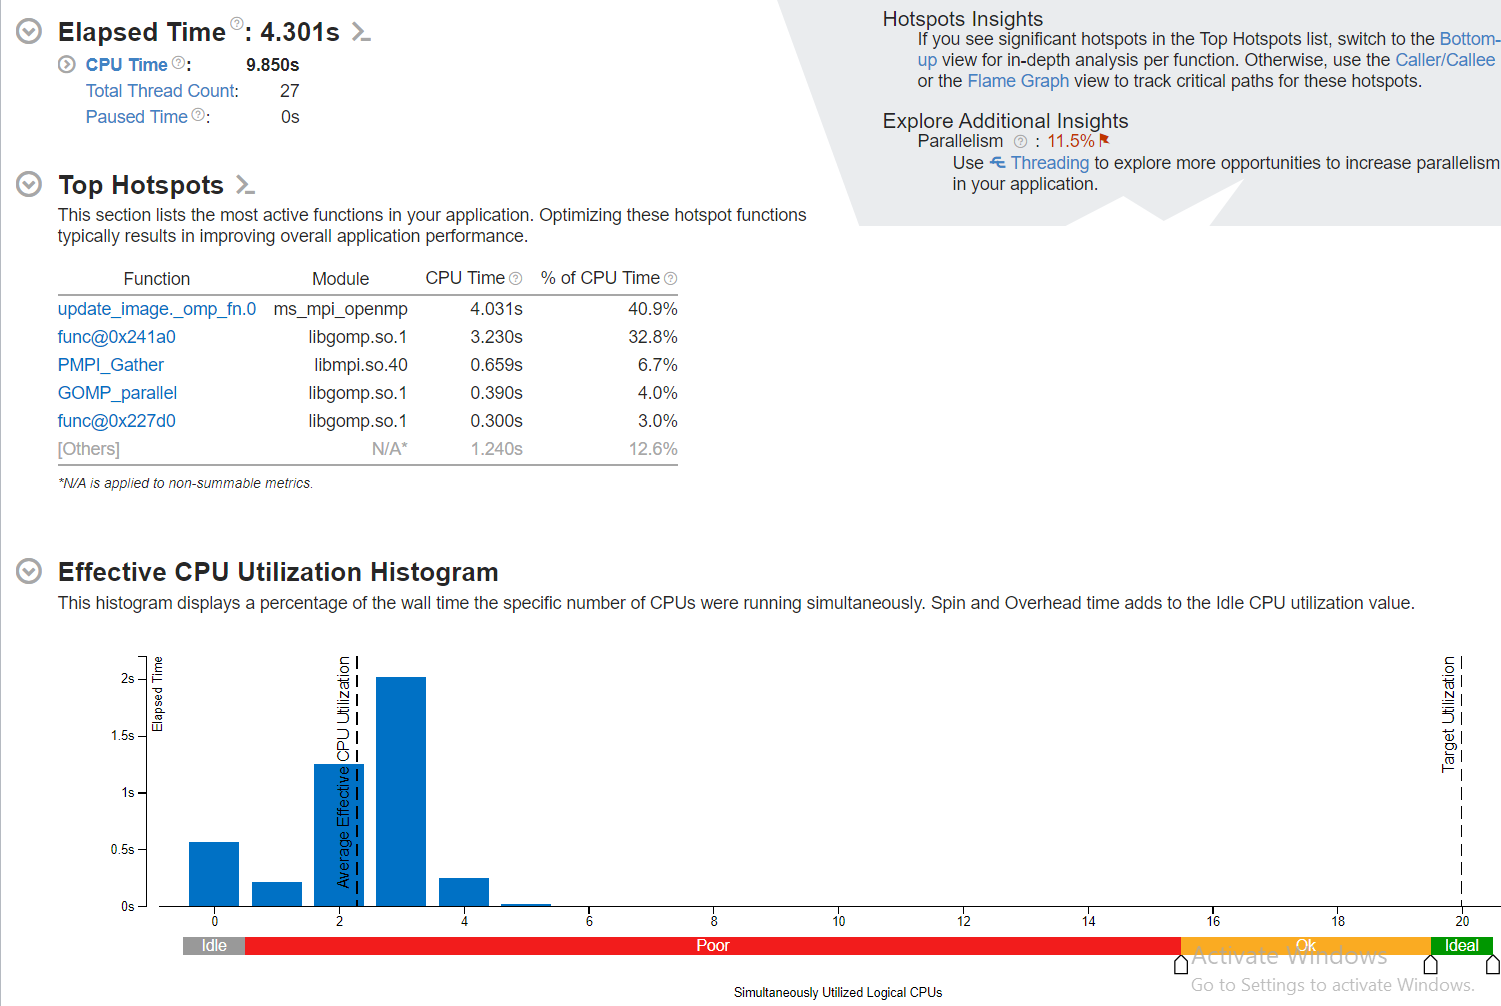 Elapsed Time ?: 4.301s
CPU Time ?: 9.850s
Total Thread Count: 27
Paused Time ?: 0s
Hotspots Insights
If you see significant hotspots in the Top Hotspots list, switch to the Bottom-
up view for in-depth analysis per function. Otherwise, use the Caller/Callee
or the Flame Graph view to track critical paths for these hotspots.
Explore Additional Insights
Parallelism ? : 11.5%
Use Threading to explore more opportunities to increase parallelism
in your application.
Top Hotspots
This section lists the most active functions in your application. Optimizing these hotspot functions
typically results in improving overall application performance.
Function Module CPU Time ? % of CPU Time ?
update_image._omp_fn.0 ms_mpi_openmp 4.031s 40.9%
func@0x241a0 libgomp.so.1 3.230s 32.8%
PMPI_Gather libmpi.so.40 0.659s 6.7%
GOMP_parallel libgomp.so.1 0.390s 4.0%
func@0x227d0 libgomp.so.1 0.300s 3.0%
[Others] N/A* 1.240s 12.6%
*N/A is applied to non-summable metrics.
Effective CPU Utilization Histogram
This histogram displays a percentage of the wall time the specific number of CPUs were running simultaneously. Spin and Overhead time adds to the Idle CPU utilization value.
Elapsed Time
2s
1.5s
1s
0.5s
0s
Average Effective CPU Utilization
Target Utilization
0 2 4 6 8 10 12 14 16 18 20
Idle Poor Ok Ideal
Simultaneously Utilized Logical CPUs
Activate Windows
Go to Settings to activate Windows.